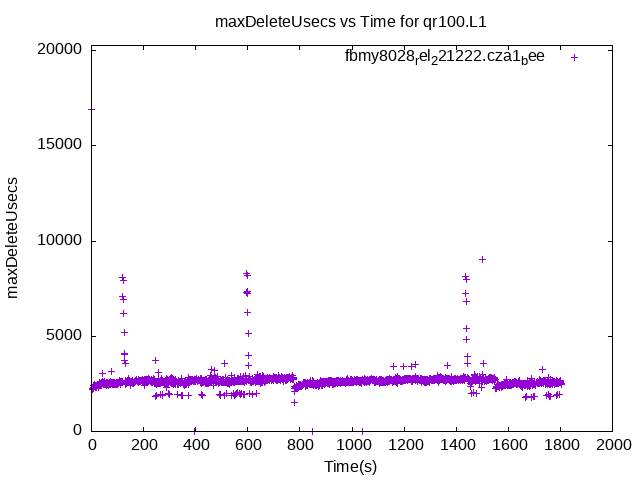 maxDeleteUsecs vs Time for qr100.L1
fbmy8028rel221222.cza1bee
20000
15000
10000
5000
0
maxDeleteUsecs
0 200 400 600 800 1000 1200 1400 1600 1800 2000
Time(s)